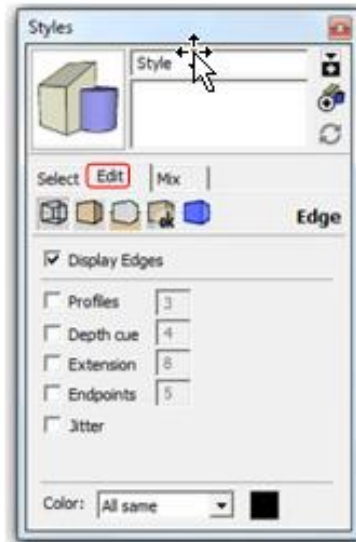 Styles
Style
Select Edit Mix
ok
Edge
Display Edges
Profiles 3
Depth cue 4
Extension 8
Endpoints 5
Jitter
Color: All same